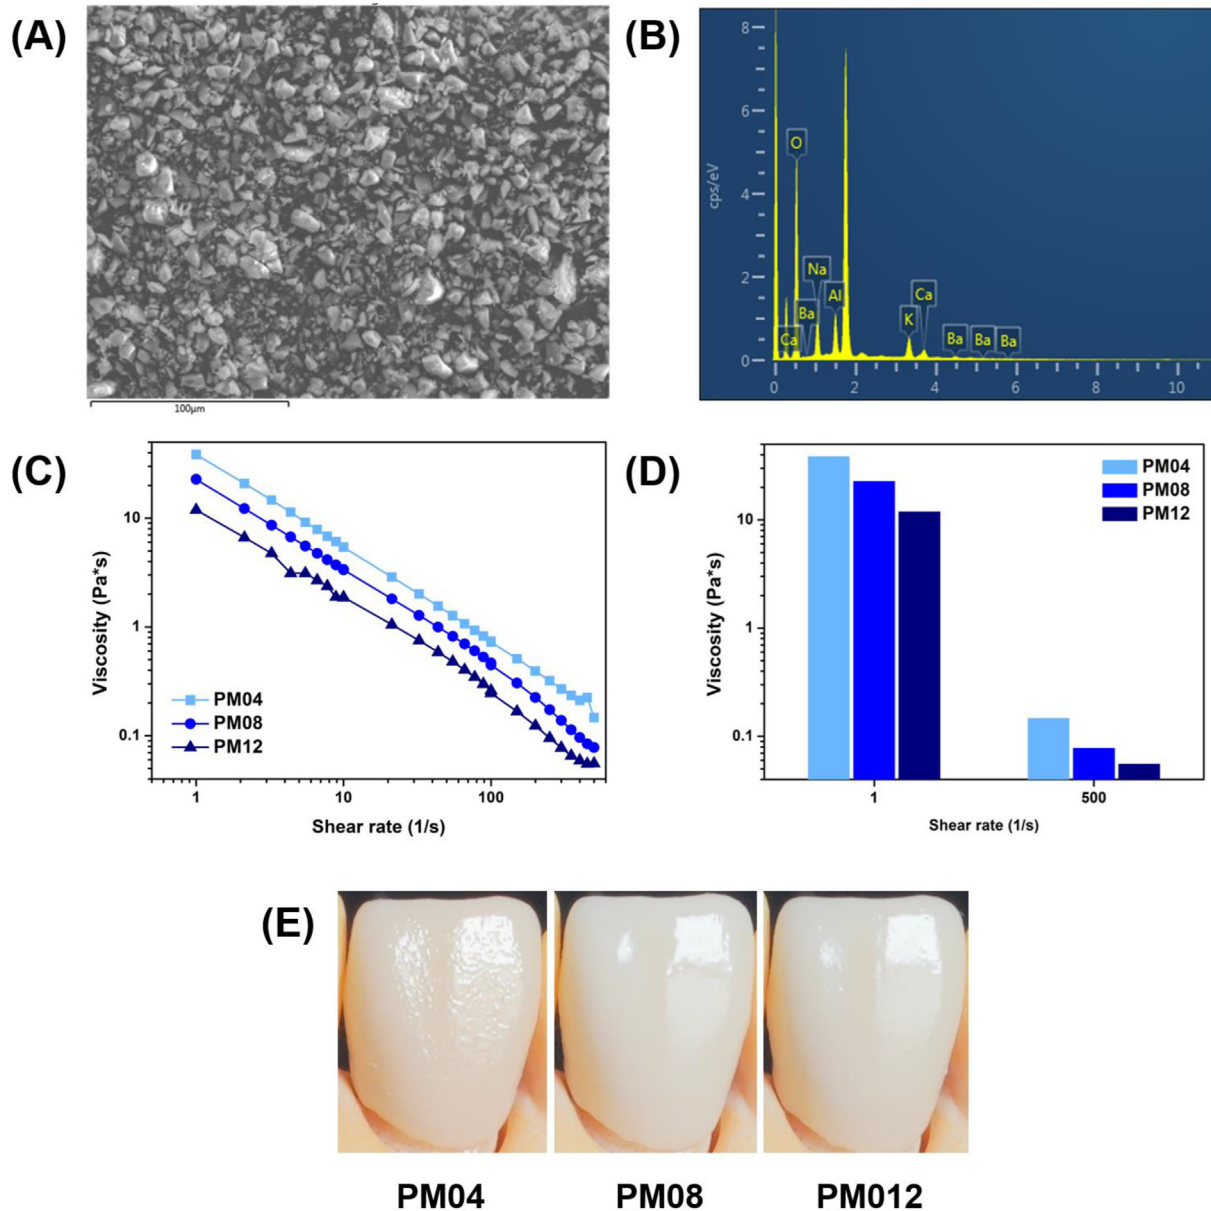 (A)
100µm
(B)
cps/eV
8
6
4
2
0
O
Na
Ba
Al
Ca
K
Ca
Ba
Ba
Ba
0
2
4
6
8
10
(C)
Viscosity (Pa*s)
10
1
0.1
PM04
PM08
PM12
1
10
100
Shear rate (1/s)
(D)
Viscosity (Pa*s)
10
1
0.1
PM04
PM08
PM12
1
500
Shear rate (1/s)
(E)
PM04
PM08
PM012